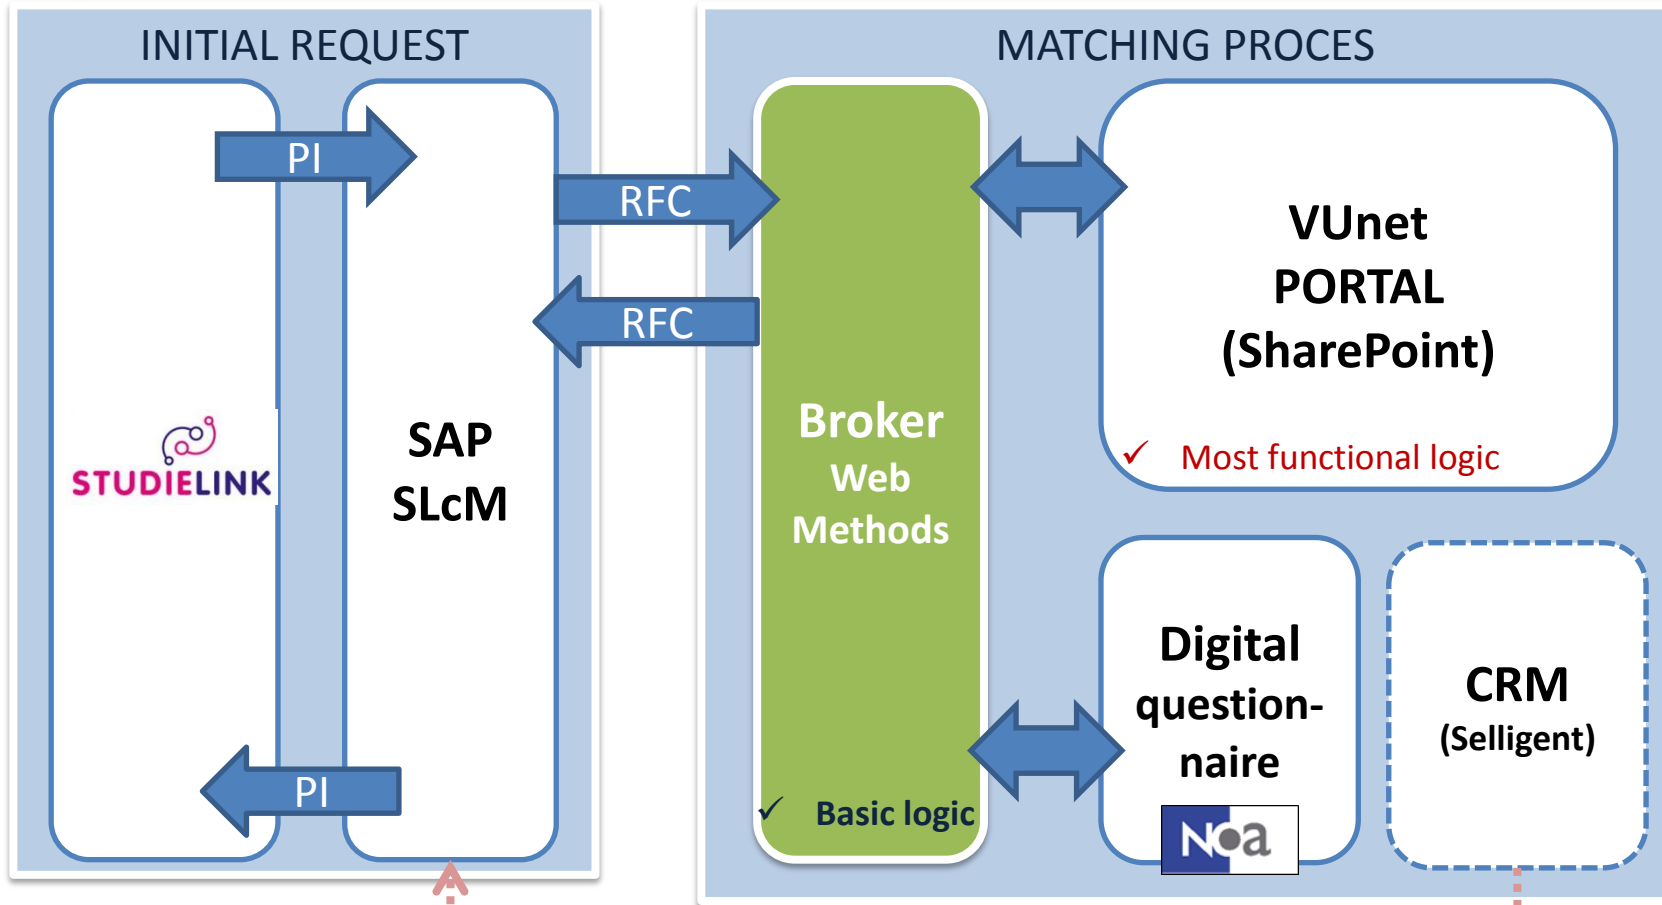 INITIAL REQUEST
PI
RFC
RFC
STUDIELINK
SAP
SLcM
PI
MATCHING PROCES
Broker
Web
Methods
✓ Basic logic
VUnet
PORTAL
(SharePoint)
✓ Most functional logic
Digital
question-
naire
Noa
CRM
(Selligent)